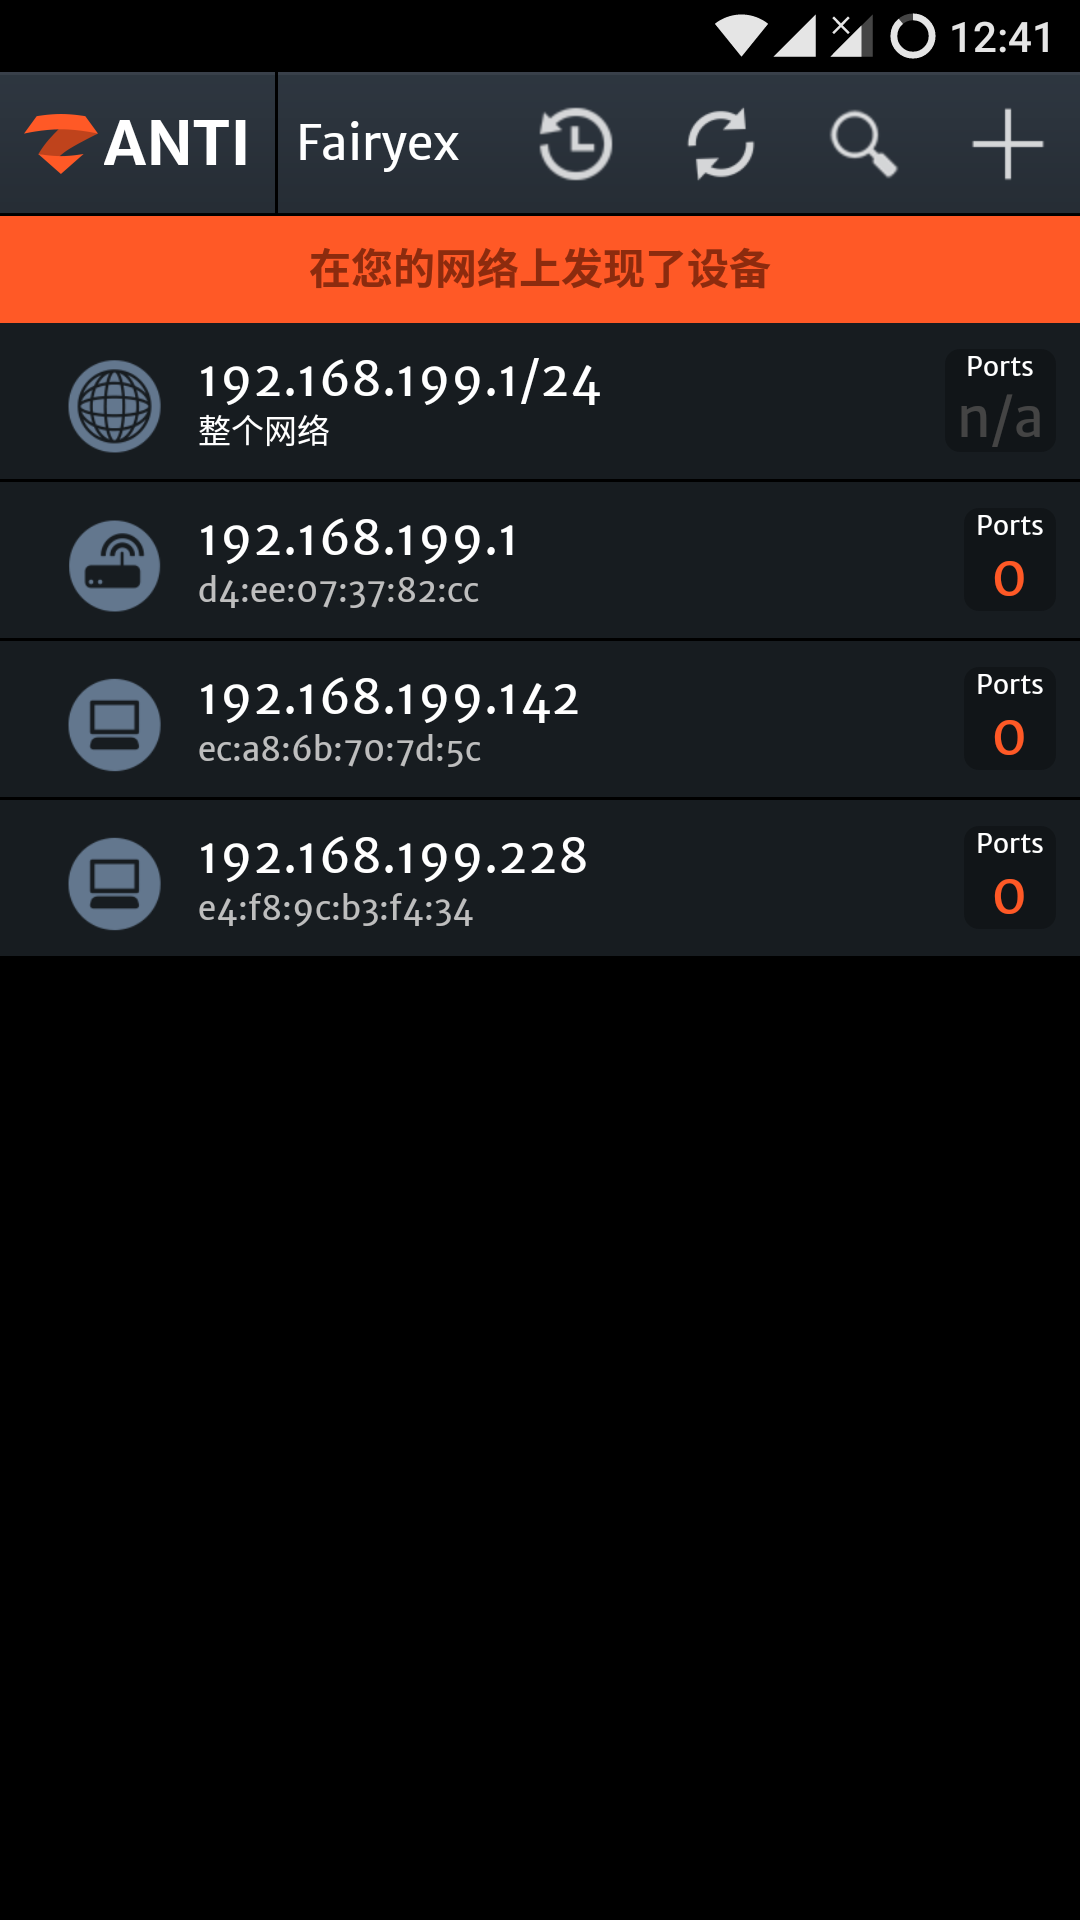 12:41
ANTI
Fairyex
在您的网络上发现了设备
192.168.199.1/24
整个网络
Ports
n/a
192.168.199.1
d4:ee:07:37:82:cc
Ports
0
192.168.199.142
ec:a8:6b:70:7d:5c
Ports
0
192.168.199.228
e4:f8:9c:b3:f4:34
Ports
0